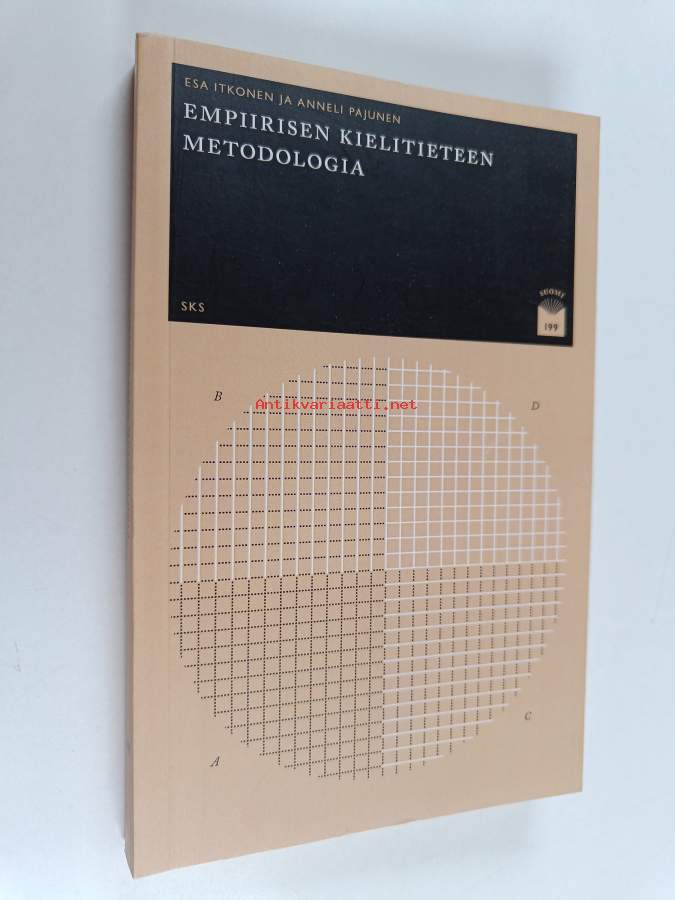 ESA ITKONEN JA ANNELI PAJUNEN
EMPIIRISEN KIELITIETEEN
METODOLOGIA
SKS
SUOMI
199
B
D
Antikvariaatti.net
A
C